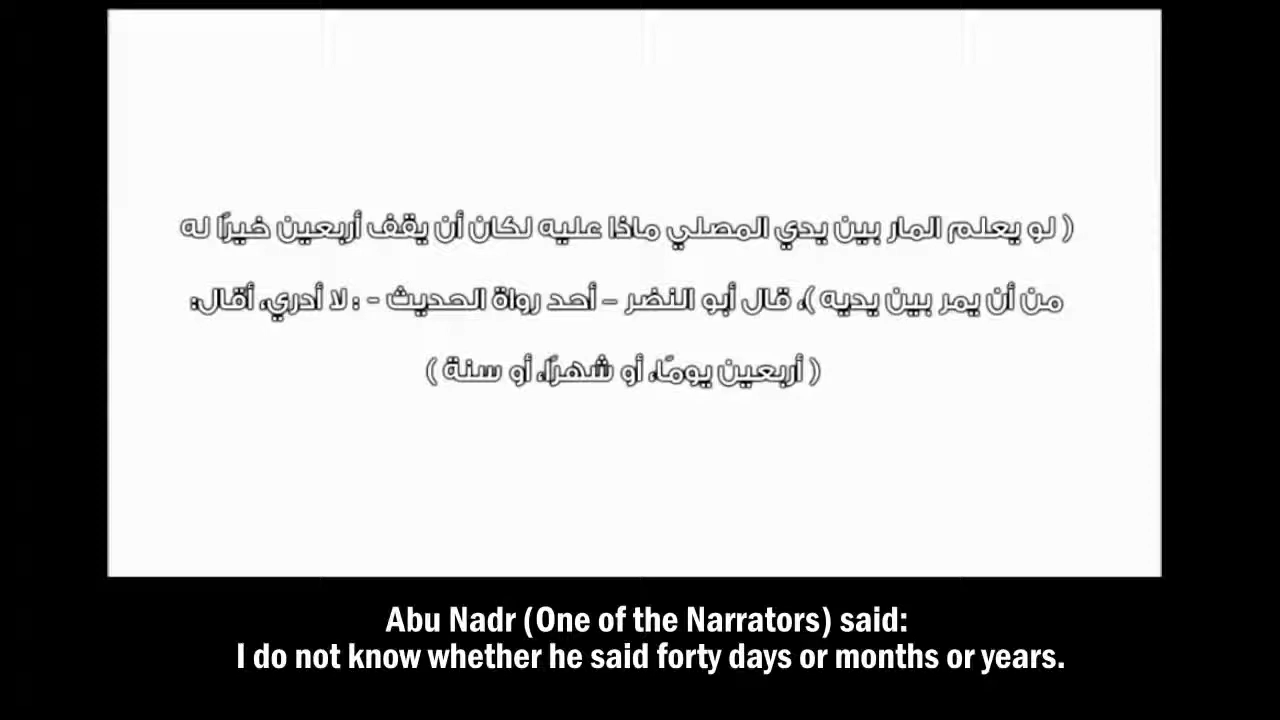 ( لو يعلم المار بين يدي المصلي ماذا عليه لكان أن يقف أربعين خيرًا له
من أن يمر بين يديه )، قال أبو النضر – أحد رواة الحديث - : لا أدري، أقال:
( أربعين يومًا، أو شهرًا، أو سنة )
Abu Nadr (One of the Narrators) said:
I do not know whether he said forty days or months or years.